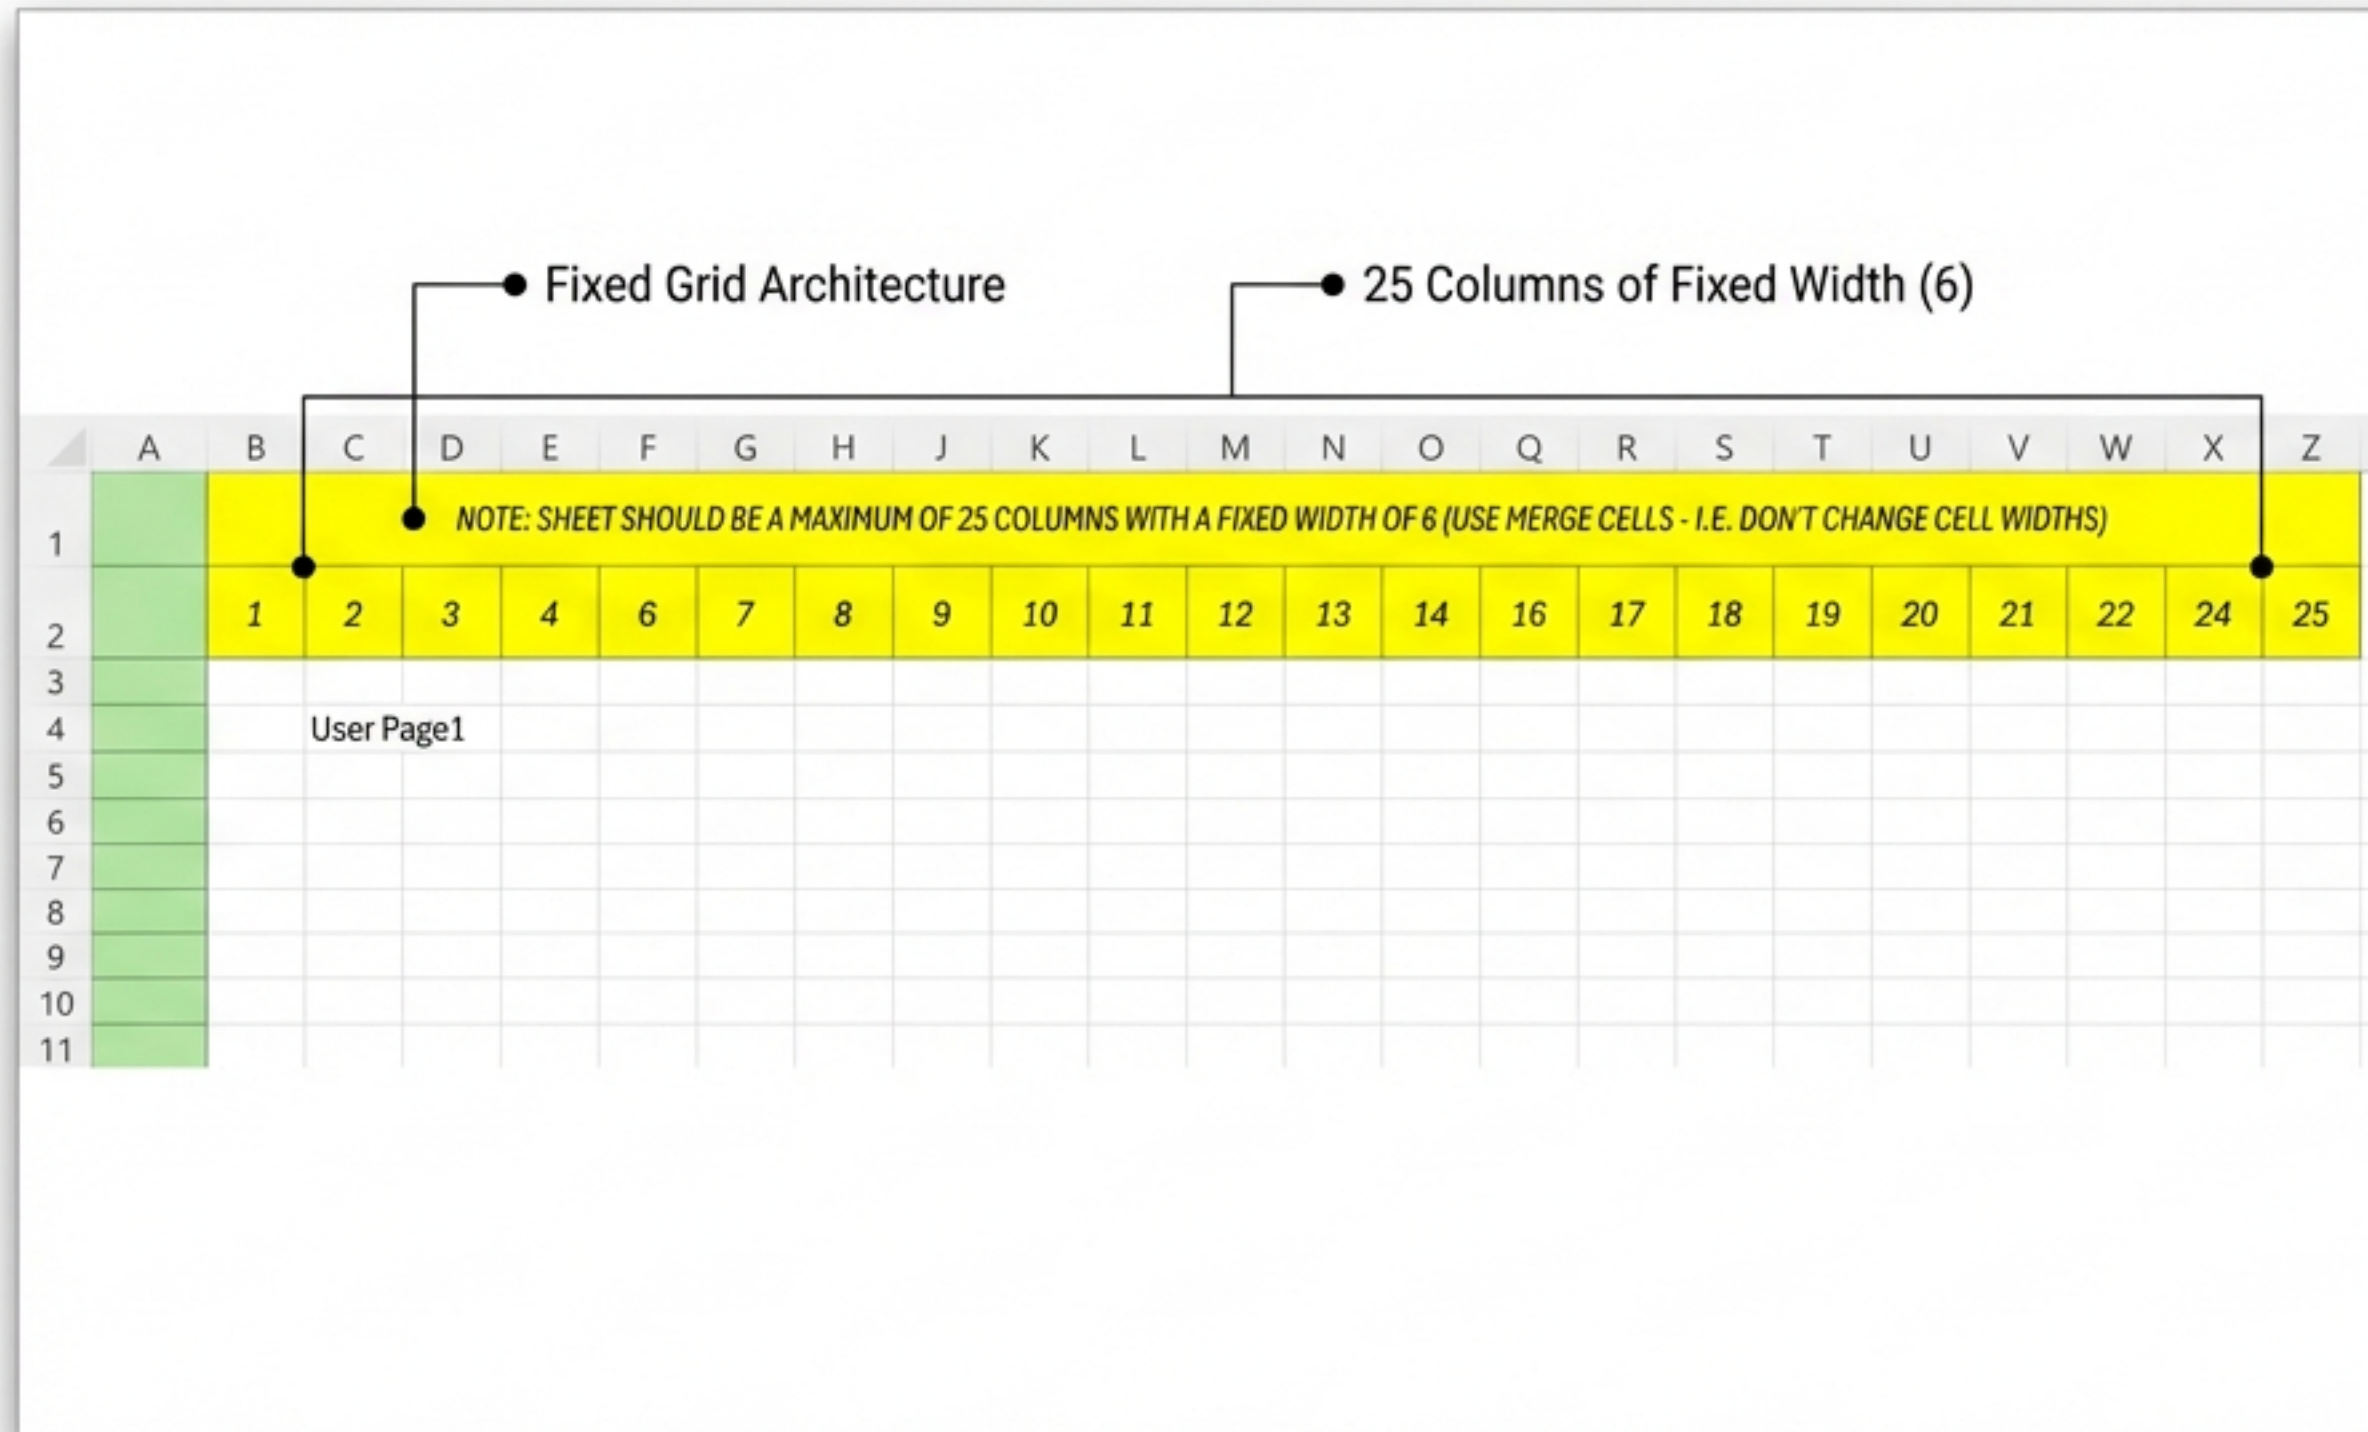 Fixed Grid Architecture
25 Columns of Fixed Width (6)
A B C D E F G H J K L M N O Q R S T U V W X Z
1 NOTE: SHEET SHOULD BE A MAXIMUM OF 25 COLUMNS WITH A FIXED WIDTH OF 6 (USE MERGE CELLS - I.E. DON'T CHANGE CELL WIDTHS)
2 1 2 3 4 6 7 8 9 10 11 12 13 14 16 17 18 19 20 21 22 24 25
3
4 User Page1
5
6
7
8
9
10
11